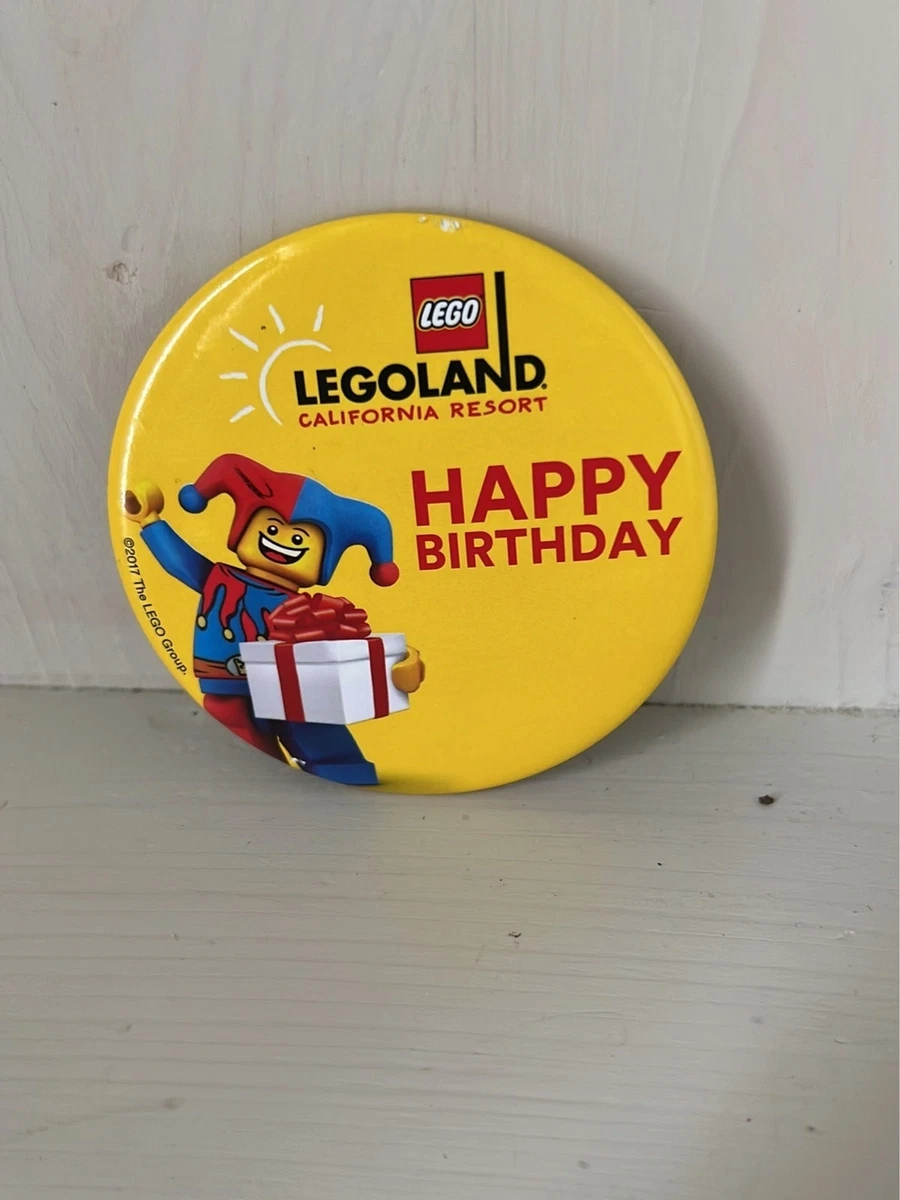 LEGO
LEGOLAND®
CALIFORNIA RESORT
HAPPY
BIRTHDAY
©2017 The LEGO Group.